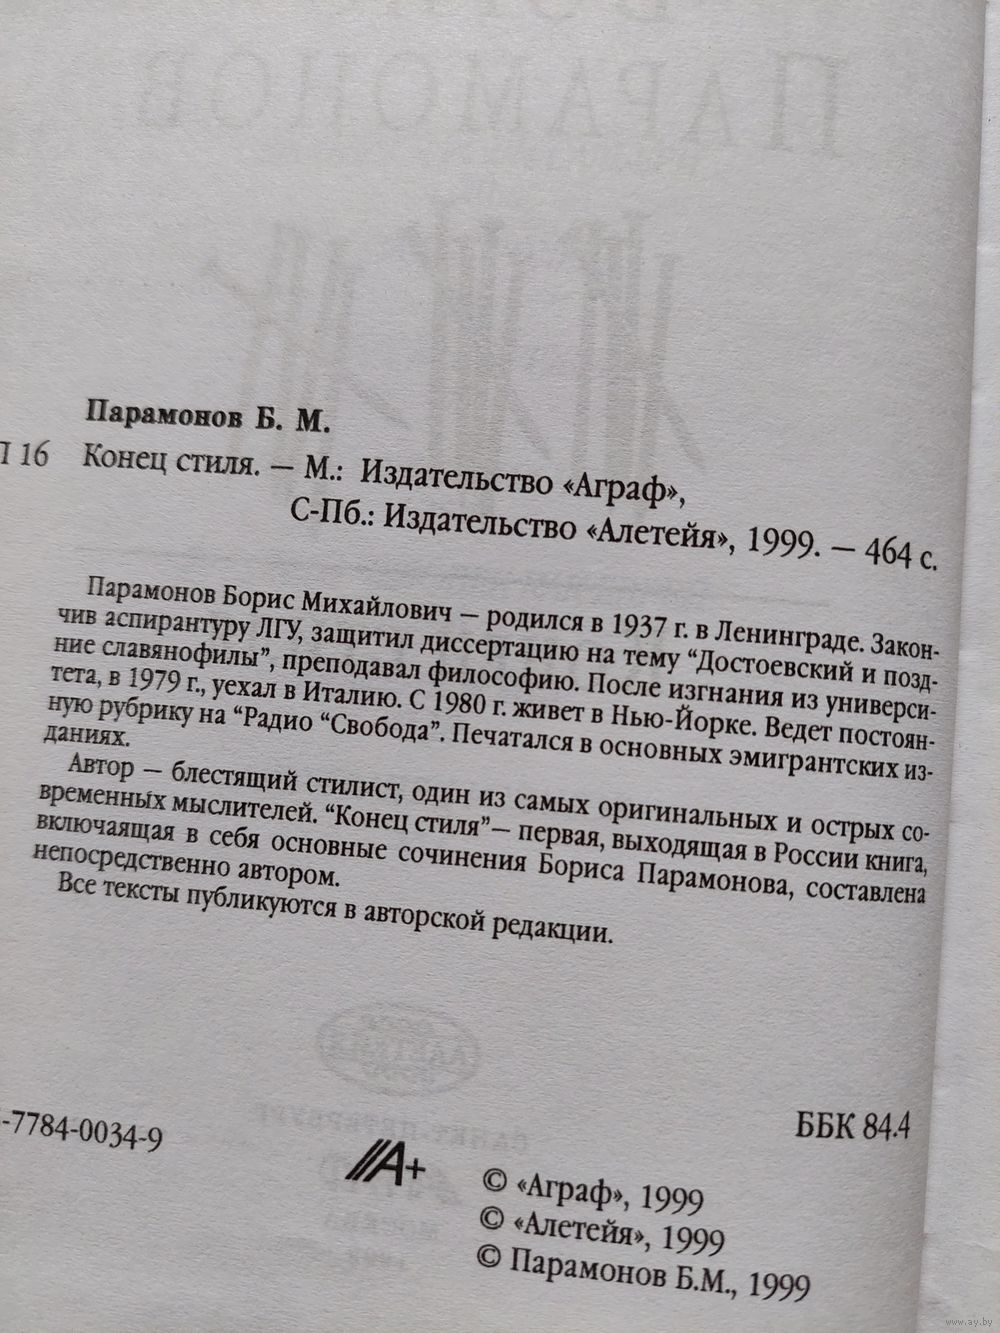 ПАРАМОНОВ
Парамонов Б. М.
П 16 Конец стиля. — М.: Издательство «Аграф»,
С-Пб.: Издательство «Алетейя», 1999. — 464 с.
Парамонов Борис Михайлович — родился в 1937 г. в Ленинграде. Закон-
чив аспирантуру ЛГУ, защитил диссертацию на тему “Достоевский и позд-
ние славянофилы”, преподавал философию. После изгнания из универси-
тета, в 1979 г., уехал в Италию. С 1980 г. живет в Нью-Йорке. Ведет постоян-
ную рубрику на “Радио “Свобода”. Печатался в основных эмигрантских из-
даниях.
Автор — блестящий стилист, один из самых оригинальных и острых со-
временных мыслителей. “Конец стиля”— первая, выходящая в России книга,
включаящая в себя основные сочинения Бориса Парамонова, составлена
непосредственно автором.
Все тексты публикуются в авторской редакции.
-7784-0034-9
ББК 84.4
A+
© «Аграф», 1999
© «Алетейя», 1999
© Парамонов Б.М., 1999
www.ay.by